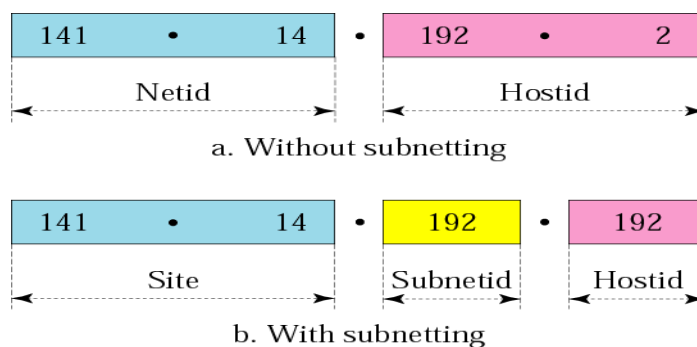 141 • 14 • 192 • 2
Netid Hostid
a. Without subnetting
141 • 14 • 192 • 192
Site Subnetid Hostid
b. With subnetting